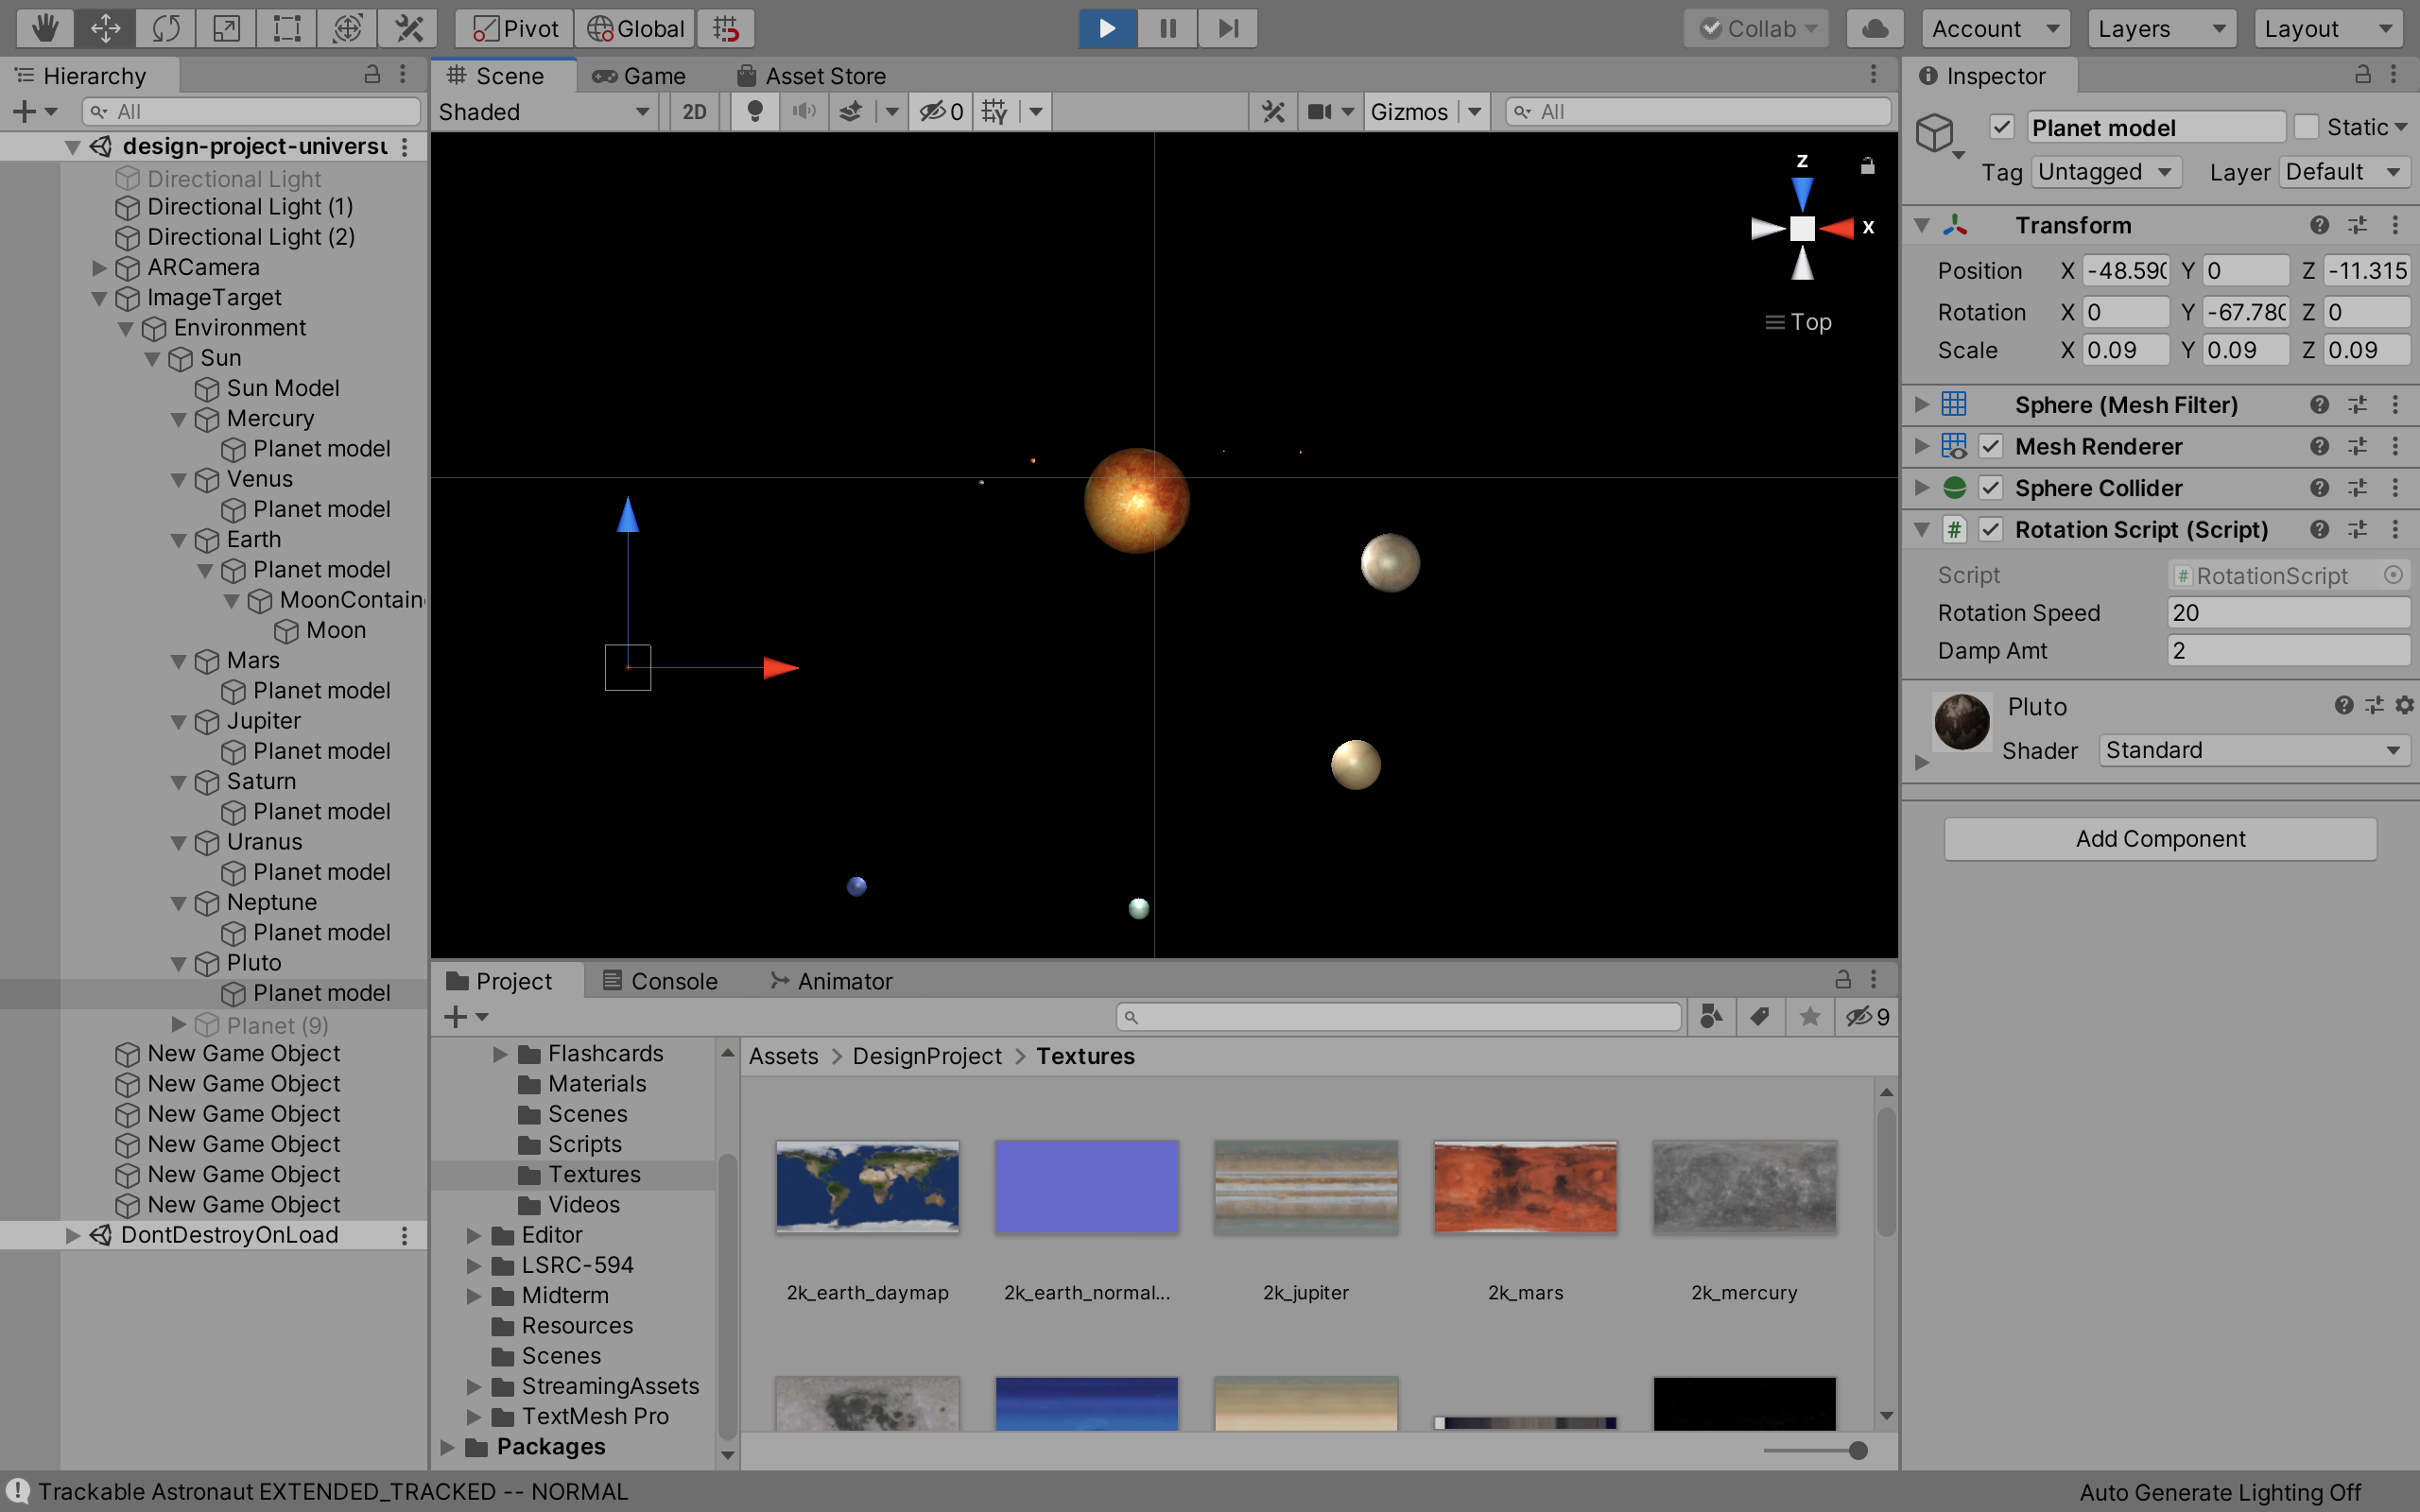 Pivot Global Collab Account Layers Layout
Hierarchy
All
design-project-universu
Directional Light
Directional Light (1)
Directional Light (2)
ARCamera
ImageTarget
Environment
Sun
Sun Model
Mercury
Planet model
Venus
Planet model
Earth
Planet model
MoonContain
Moon
Mars
Planet model
Jupiter
Planet model
Saturn
Planet model
Uranus
Planet model
Neptune
Planet model
Pluto
Planet model
Planet (9)
New Game Object
New Game Object
New Game Object
New Game Object
New Game Object
New Game Object
DontDestroyOnLoad
Scene Game Asset Store
Shaded 2D 0 Gizmos All
z
x
Top
Project Console Animator
9
Flashcards
Materials
Scenes
Scripts
Textures
Videos
Editor
LSRC-594
Midterm
Resources
Scenes
StreamingAssets
TextMesh Pro
Packages
Assets > DesignProject > Textures
2k_earth_daymap 2k_earth_normal... 2k_jupiter 2k_mars 2k_mercury
Inspector
Planet model Static
Tag Untagged Layer Default
Transform
Position X -48.590 Y 0 Z -11.315
Rotation X 0 Y -67.780 Z 0
Scale X 0.09 Y 0.09 Z 0.09
Sphere (Mesh Filter)
Mesh Renderer
Sphere Collider
# Rotation Script (Script)
Script # RotationScript
Rotation Speed 20
Damp Amt 2
Pluto
Shader Standard
Add Component
Trackable Astronaut EXTENDED_TRACKED -- NORMAL
Auto Generate Lighting Off